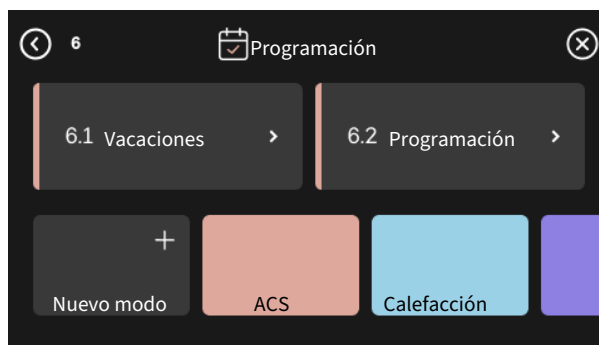 6 Programación
6.1 Vacaciones
6.2 Programación
Nuevo modo
ACS
Calefacción